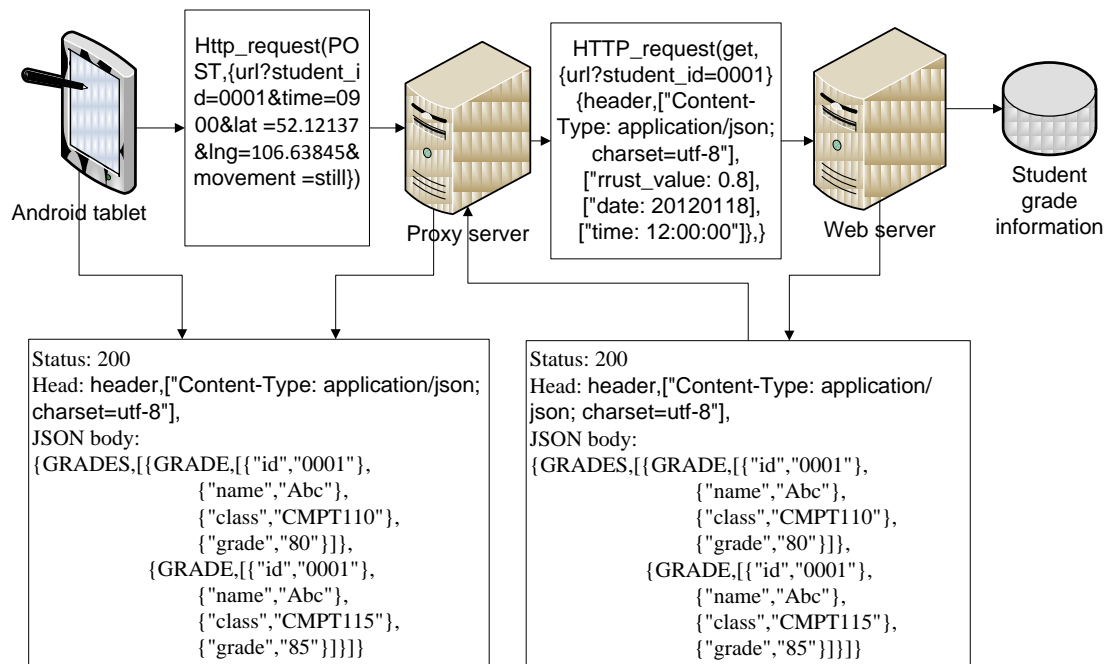 Http_request(PO
ST,{url?student_i
d=0001&time=09
00&lat =52.12137
&lng=106.63845&
movement =still})
HTTP_request(get,
{url?student_id=0001}
{header,["Content-
Type: application/json;
charset=utf-8"],
["rrust_value: 0.8],
["date: 20120118],
["time: 12:00:00"]},}
Android tablet
Proxy server
Web server
Student
grade
information
Status: 200
Head: header,["Content-Type: application/json;
charset=utf-8"],
JSON body:
{GRADES,[{GRADE,[{"id","0001"},
{"name","Abc"},
{"class","CMPT110"},
{"grade","80"}]},
{GRADE,[{"id","0001"},
{"name","Abc"},
{"class","CMPT115"},
{"grade","85"}]}]}
Status: 200
Head: header,["Content-Type: application/
json; charset=utf-8"],
JSON body:
{GRADES,[{GRADE,[{"id","0001"},
{"name","Abc"},
{"class","CMPT110"},
{"grade","80"}]},
{GRADE,[{"id","0001"},
{"name","Abc"},
{"class","CMPT115"},
{"grade","85"}]}]}